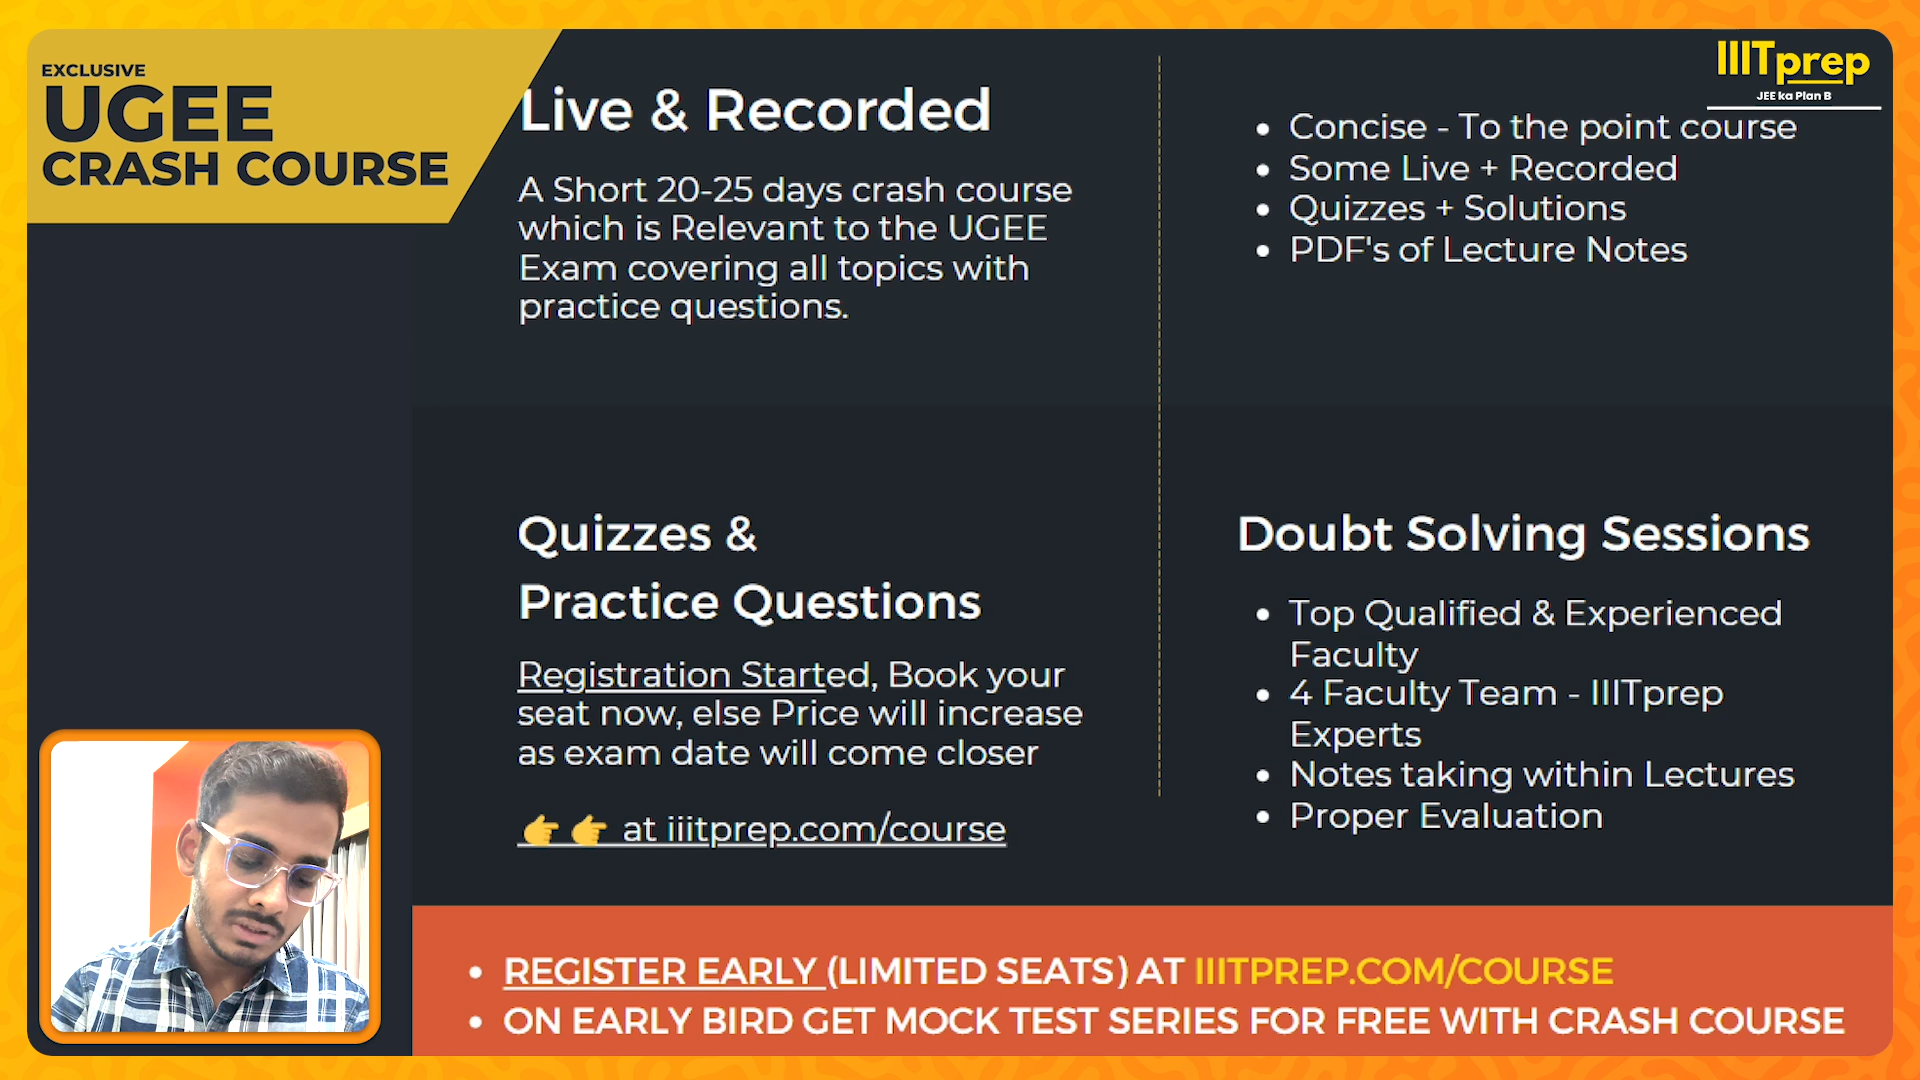 EXCLUSIVE
UGEE
CRASH COURSE
IIITprep
JEE ka Plan B
Live & Recorded
A Short 20-25 days crash course
which is Relevant to the UGEE
Exam covering all topics with
practice questions.
• Concise - To the point course
• Some Live + Recorded
• Quizzes + Solutions
• PDF's of Lecture Notes
Quizzes &
Practice Questions
Registration Started, Book your
seat now, else Price will increase
as exam date will come closer
👉👉 at iiitprep.com/course
Doubt Solving Sessions
• Top Qualified & Experienced
Faculty
• 4 Faculty Team - IIITprep
Experts
• Notes taking within Lectures
• Proper Evaluation
• REGISTER EARLY (LIMITED SEATS) AT IIITPREP.COM/COURSE
• ON EARLY BIRD GET MOCK TEST SERIES FOR FREE WITH CRASH COURSE